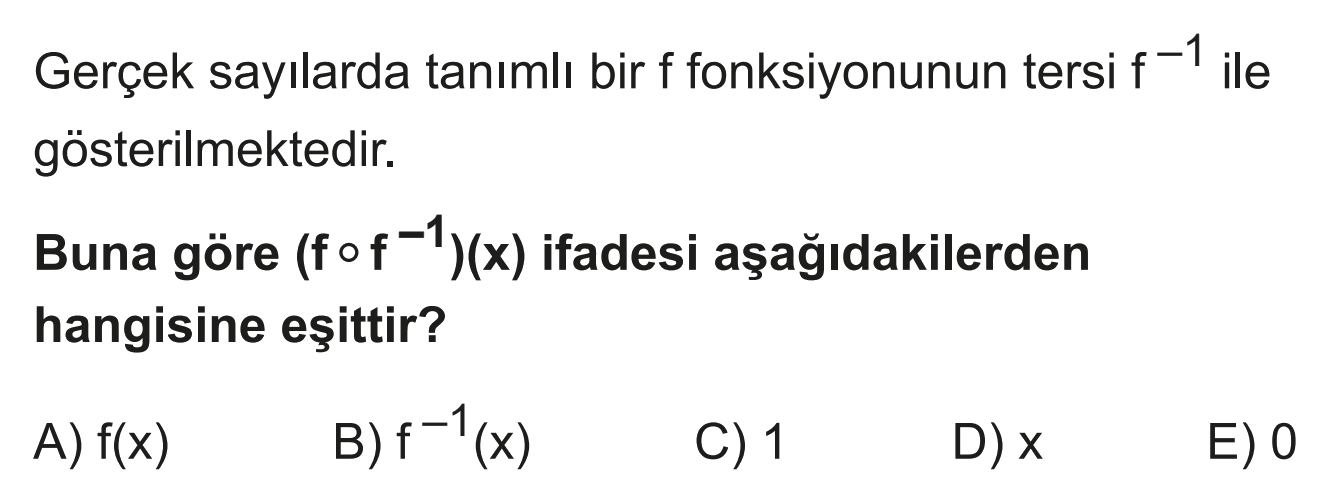 Gerçek sayılarda tanımlı bir f fonksiyonunun tersi f⁻¹ ile
gösterilmektedir.
Buna göre (f∘f⁻¹)(x) ifadesi aşağıdakilerden
hangisine eşittir?
A) f(x) B) f⁻¹(x) C) 1 D) x E) 0